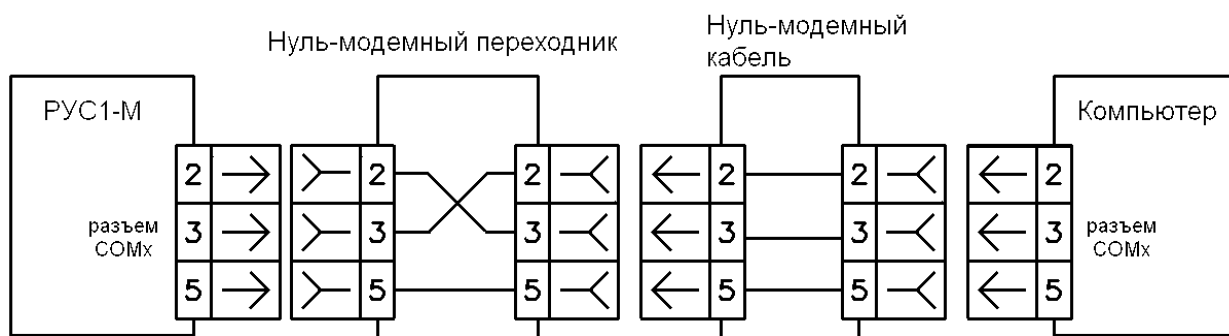 Нуль-модемный переходник
Нуль-модемный
кабель
РУС1-М
Компьютер
2 2 2 2 2 2
3 3 3 3 3 3
5 5 5 5 5 5
разъем
COMx
разъем
COMx